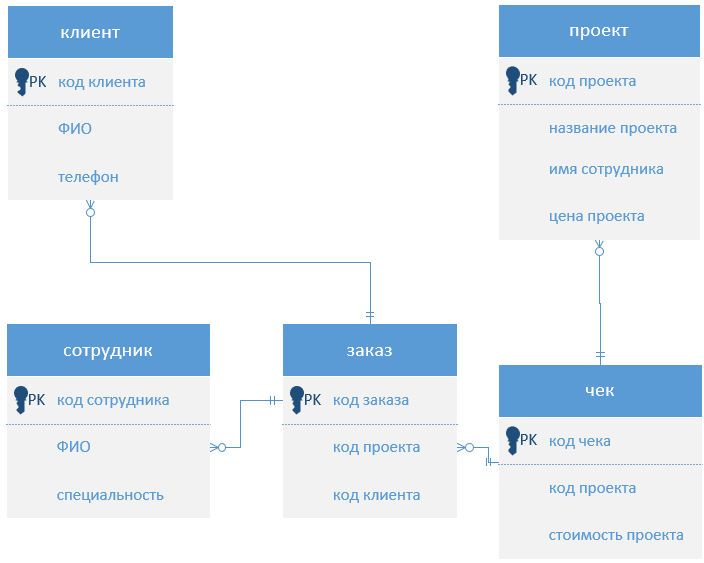 клиент
PK код клиента
ФИО
телефон
проект
PK код проекта
название проекта
имя сотрудника
цена проекта
сотрудник
PK код сотрудника
ФИО
специальность
заказ
PK код заказа
код проекта
код клиента
чек
PK код чека
код проекта
стоимость проекта